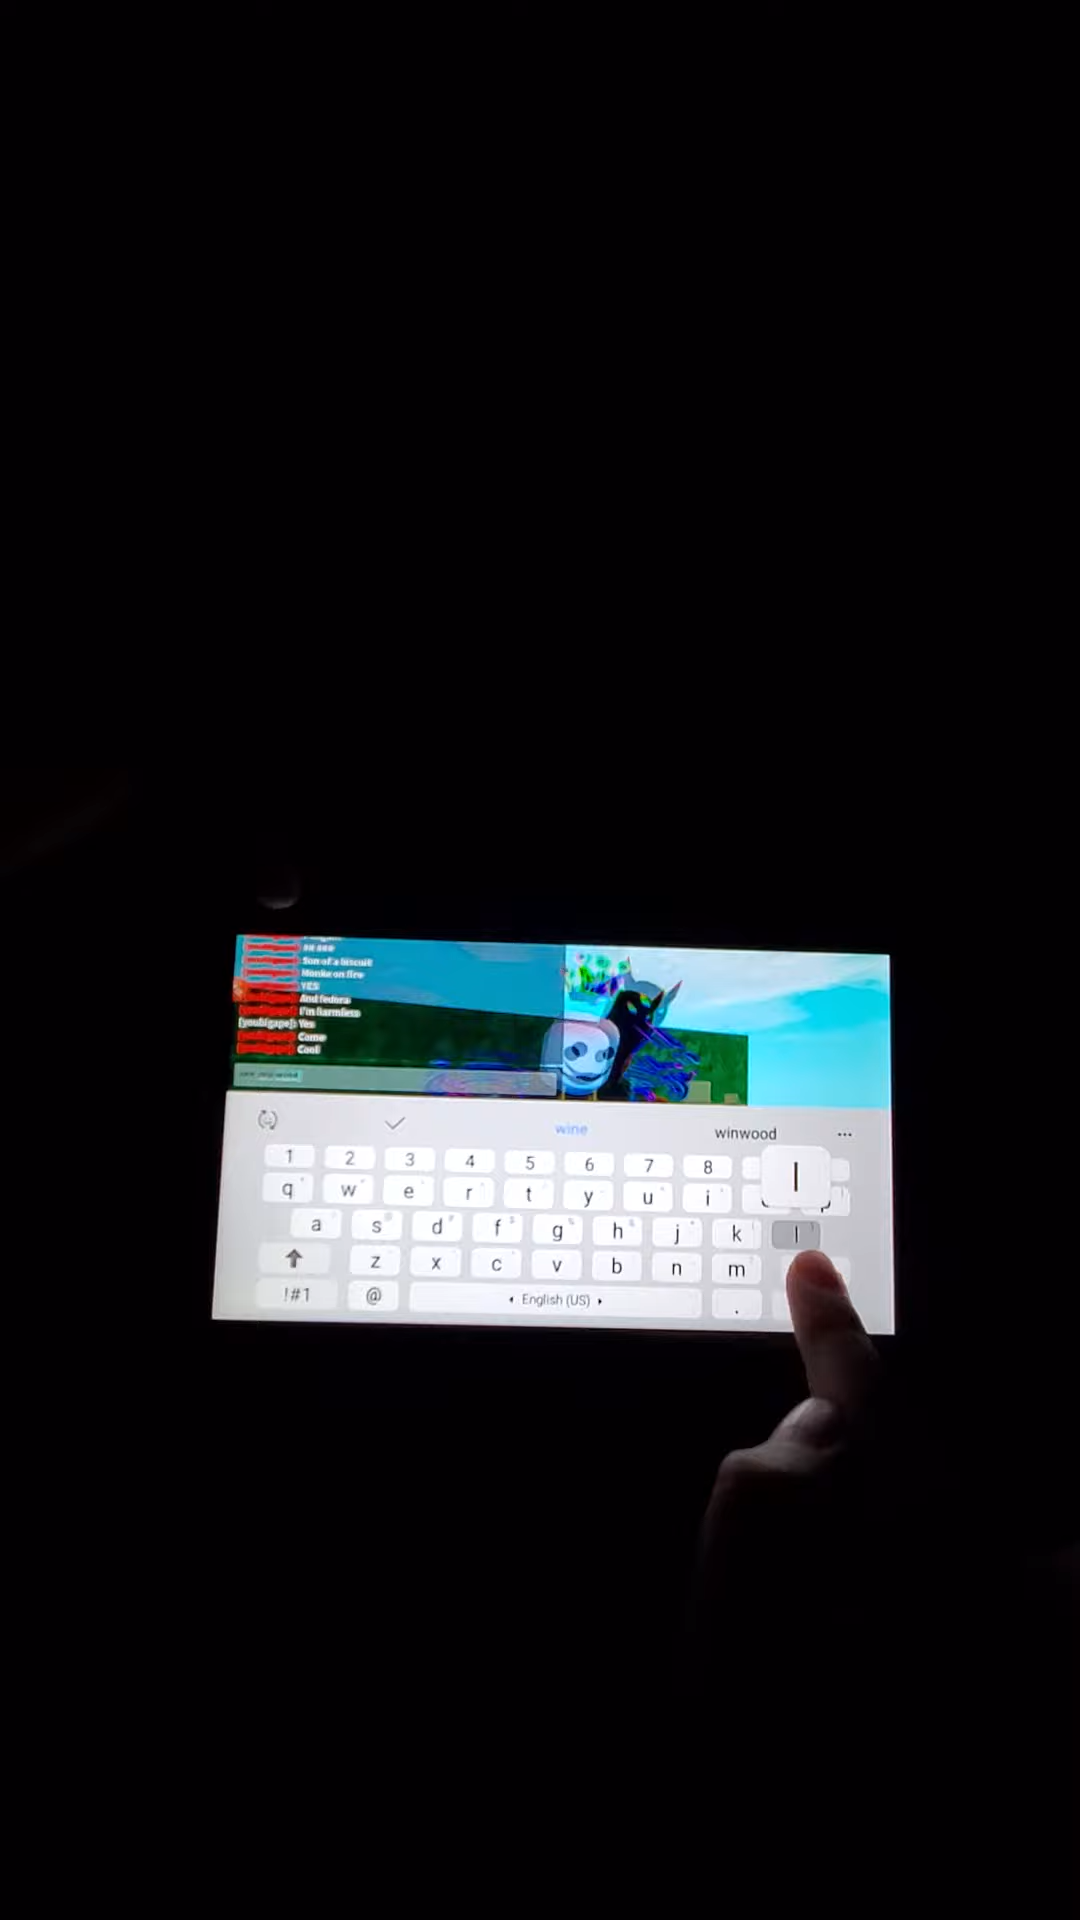 Son of a biscuit
Monke on fire
YES
And fedora
I'm harmless
[youbigape]: Yes
Come
Cool
wine winwood ...
1 2 3 4 5 6 7 8
q w e r t y u i p
a s d f g h j k l
z x c v b n m
!#1 @ English (US) .